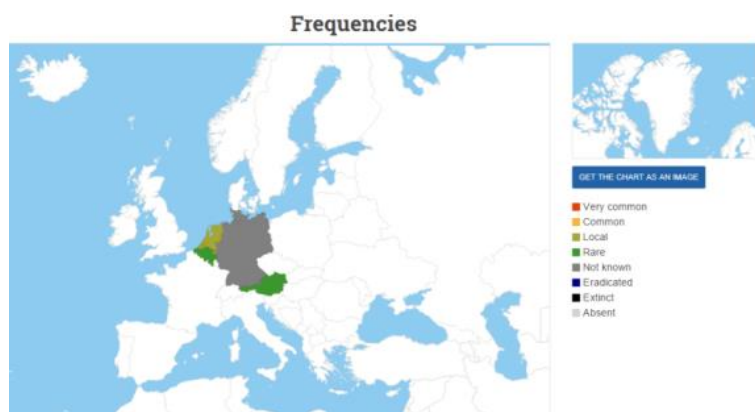 Frequencies
GET THE CHART AS AN IMAGE
Very common
Common
Local
Rare
Not known
Eradicated
Extinct
Absent